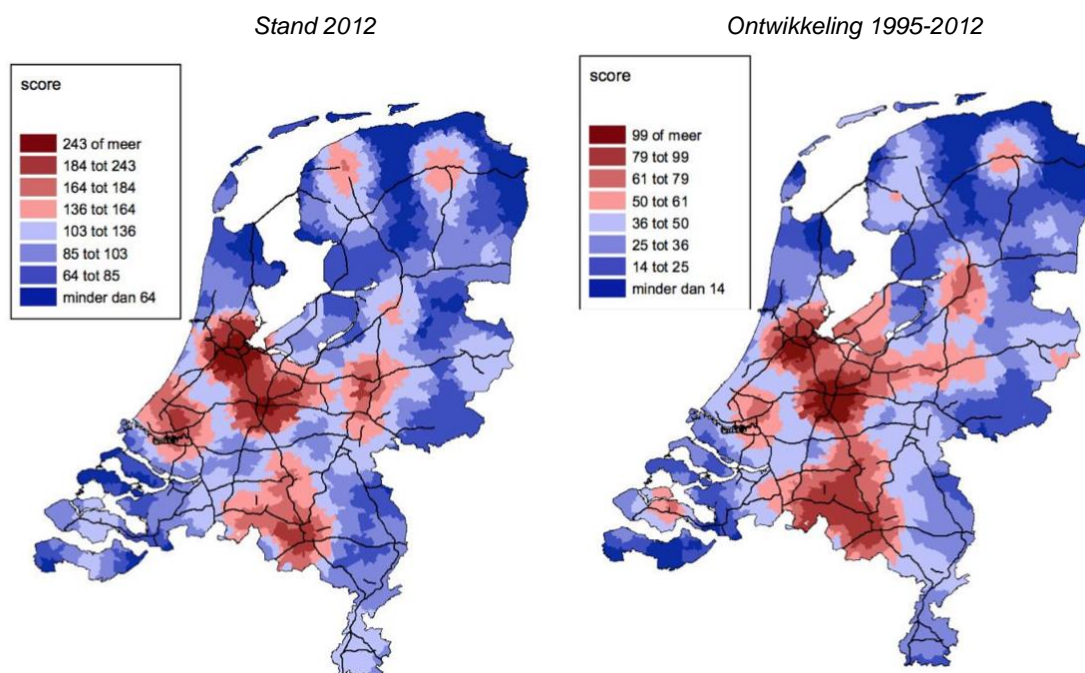 Stand 2012
Ontwikkeling 1995-2012
score
243 of meer
184 tot 243
164 tot 184
136 tot 164
103 tot 136
85 tot 103
64 tot 85
minder dan 64
score
99 of meer
79 tot 99
61 tot 79
50 tot 61
36 tot 50
25 tot 36
14 tot 25
minder dan 14